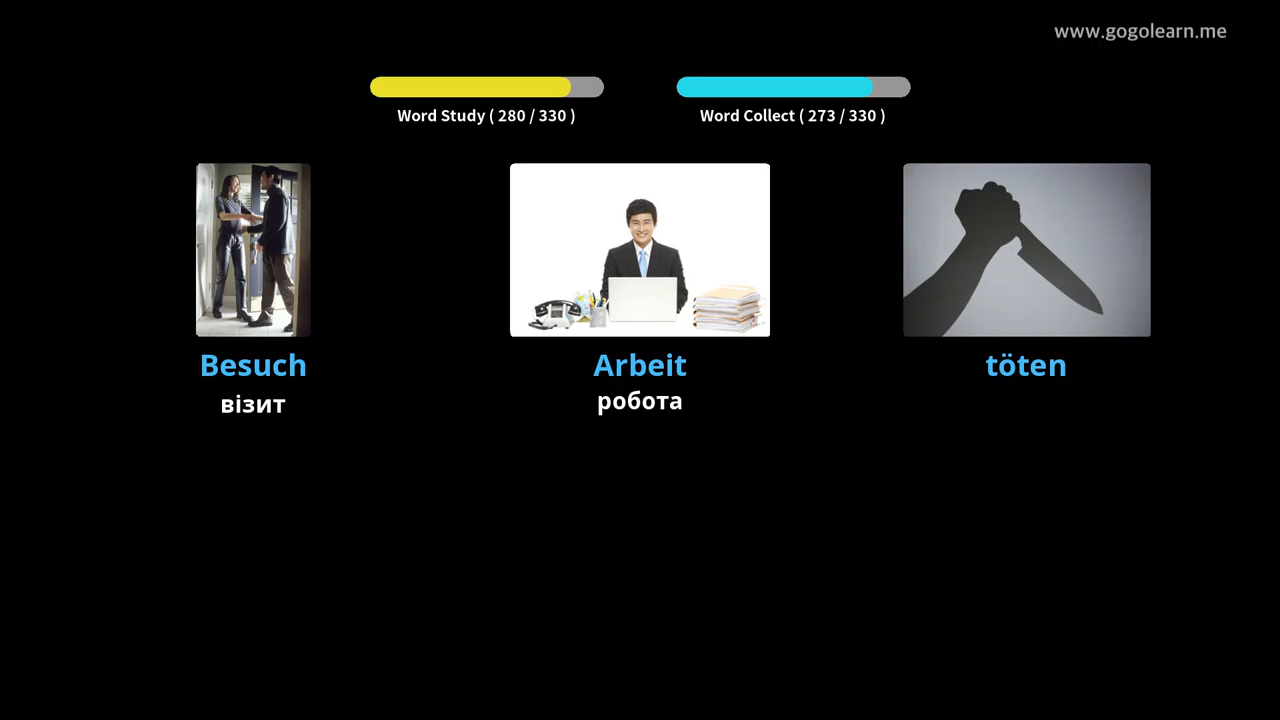 www.gogolearn.me
Word Study ( 280 / 330 )
Word Collect ( 273 / 330 )
Besuch
Arbeit
töten
візит
робота